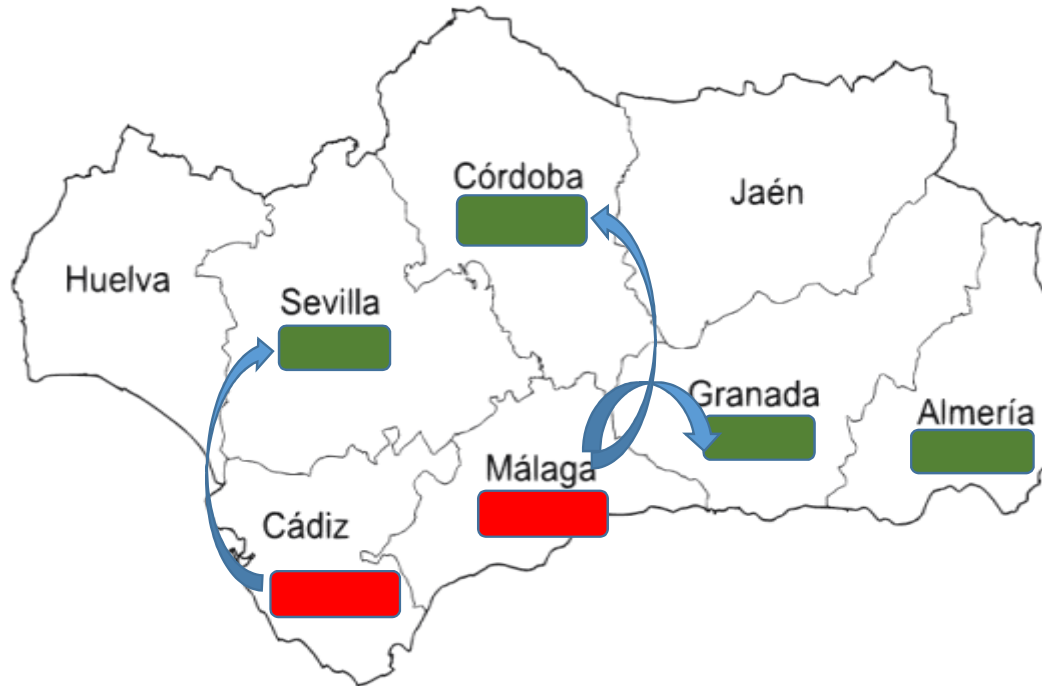 Córdoba
Jaén
Huelva
Sevilla
Granada
Almería
Málaga
Cádiz